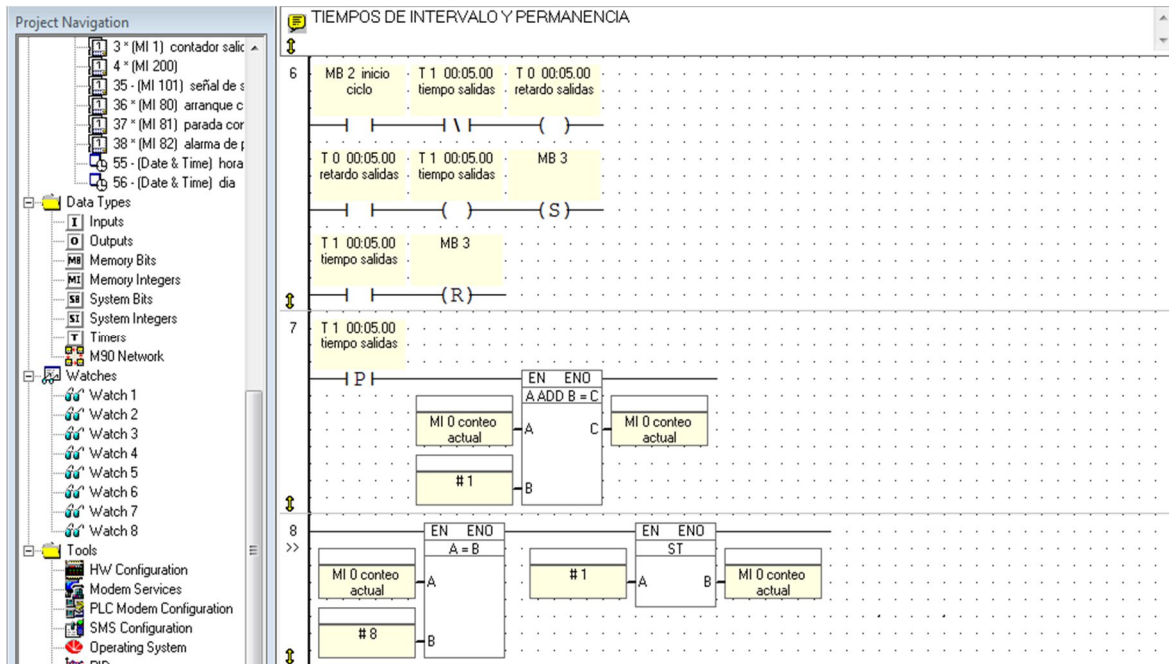 Project Navigation
3 * (MI 1) contador salic
4 * (MI 200)
35 - (MI 101) señal de s
36 * (MI 80) arranque c
37 * (MI 81) parada cor
38 * (MI 82) alarma de p
55 - (Date & Time) hora
56 - (Date & Time) dia
Data Types
I Inputs
O Outputs
MB Memory Bits
MI Memory Integers
SB System Bits
SI System Integers
T Timers
M90 Network
Watches
Watch 1
Watch 2
Watch 3
Watch 4
Watch 5
Watch 6
Watch 7
Watch 8
Tools
HW Configuration
Modem Services
PLC Modem Configuration
SMS Configuration
Operating System
PID
TIEMPOS DE INTERVALO Y PERMANENCIA
6
MB 2 inicio ciclo
T 1 00:05.00 tiempo salidas
T 0 00:05.00 retardo salidas
T 0 00:05.00 retardo salidas
T 1 00:05.00 tiempo salidas
MB 3
(S)
T 1 00:05.00 tiempo salidas
MB 3
(R)
7
T 1 00:05.00 tiempo salidas
P
EN ENO
A ADD B = C
MI 0 conteo actual
A
C
MI 0 conteo actual
# 1
B
8
>>
EN ENO
A = B
MI 0 conteo actual
A
# 8
B
EN ENO
ST
# 1
A
B
MI 0 conteo actual